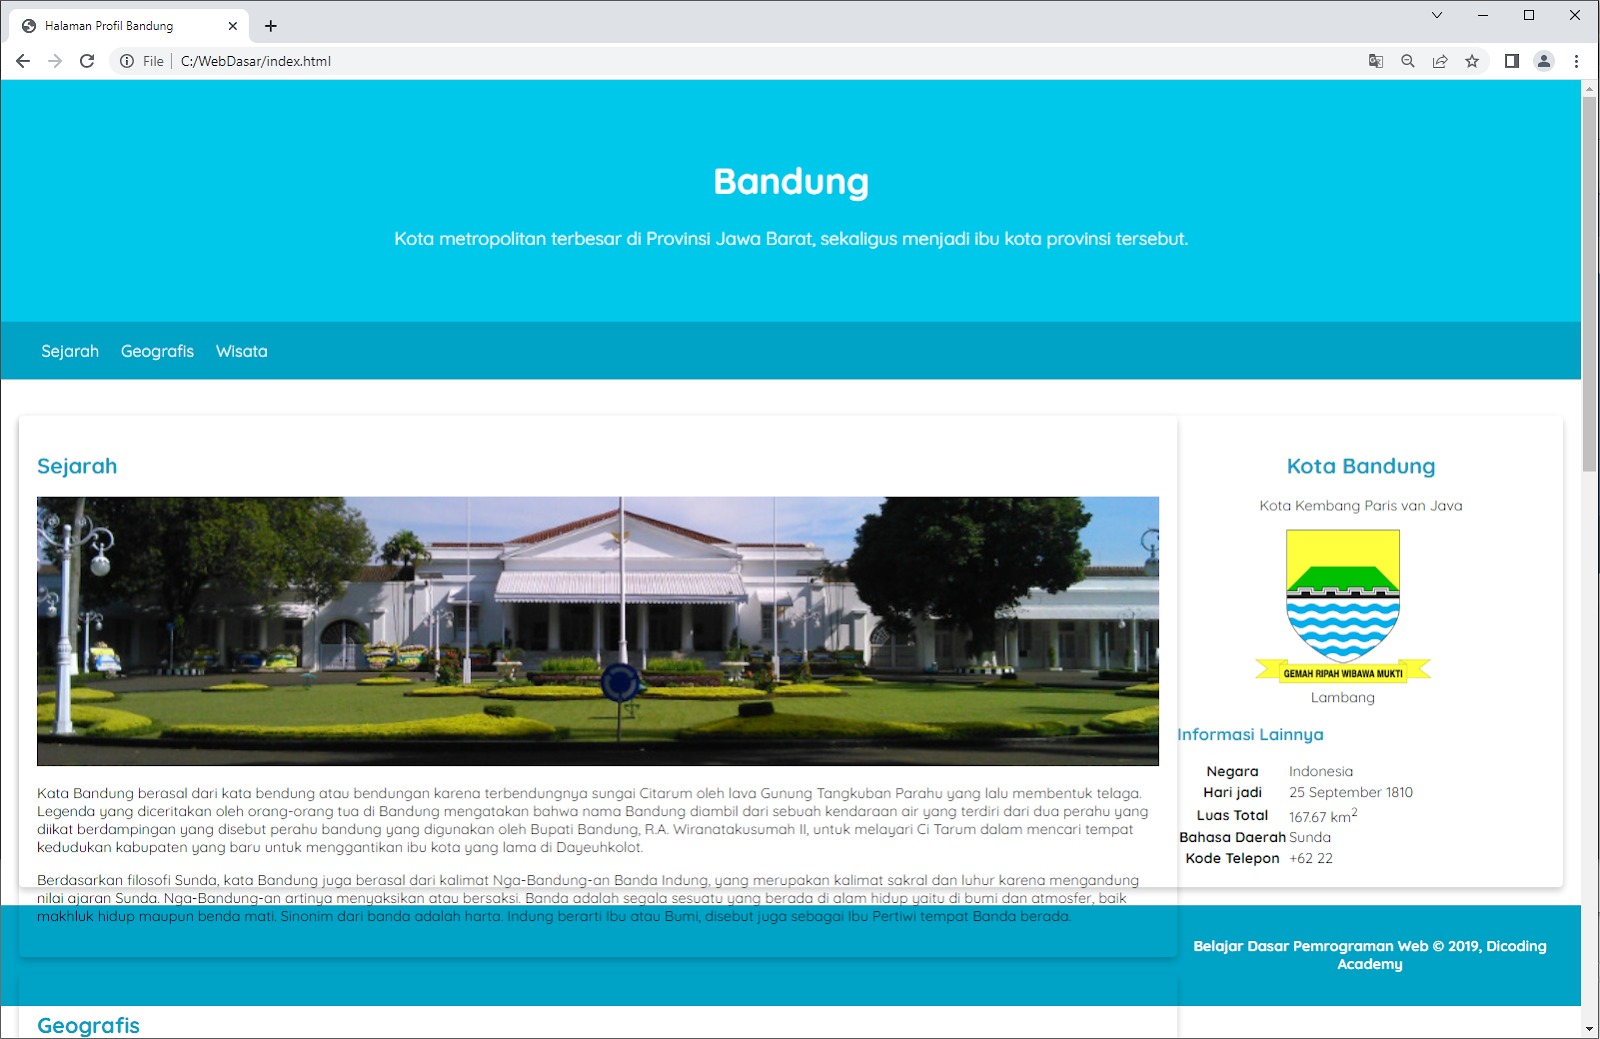 Halaman Profil Bandung
File
C:/WebDasar/index.html
Bandung
Kota metropolitan terbesar di Provinsi Jawa Barat, sekaligus menjadi ibu kota provinsi tersebut.
Sejarah Geografis Wisata
Sejarah
Kata Bandung berasal dari kata bendung atau bendungan karena terbendungnya sungai Citarum oleh lava Gunung Tangkuban Parahu yang lalu membentuk telaga.
Legenda yang diceritakan oleh orang-orang tua di Bandung mengatakan bahwa nama Bandung diambil dari sebuah kendaraan air yang terdiri dari dua perahu yang
diikat berdampingan yang disebut perahu bandung yang digunakan oleh Bupati Bandung, R.A. Wiranatakusumah II, untuk melayari Ci Tarum dalam mencari tempat
kedudukan kabupaten yang baru untuk menggantikan ibu kota yang lama di Dayeuhkolot.
Berdasarkan filosofi Sunda, kata Bandung juga berasal dari kalimat Nga-Bandung-an Banda Indung, yang merupakan kalimat sakral dan luhur karena mengandung
nilai ajaran Sunda. Nga-Bandung-an artinya menyaksikan atau bersaksi. Banda adalah segala sesuatu yang berada di alam hidup yaitu di bumi dan atmosfer, baik
makhluk hidup maupun benda mati. Sinonim dari banda adalah harta. Indung berarti Ibu atau Bumi, disebut juga sebagai Ibu Pertiwi tempat Banda berada.
Geografis
Kota Bandung
Kota Kembang Paris van Java
GEMAH RIPAH WIBAWA MUKTI
Lambang
Informasi Lainnya
Negara Indonesia
Hari jadi 25 September 1810
Luas Total 167.67 km²
Bahasa Daerah Sunda
Kode Telepon +62 22
Belajar Dasar Pemrograman Web © 2019, Dicoding
Academy